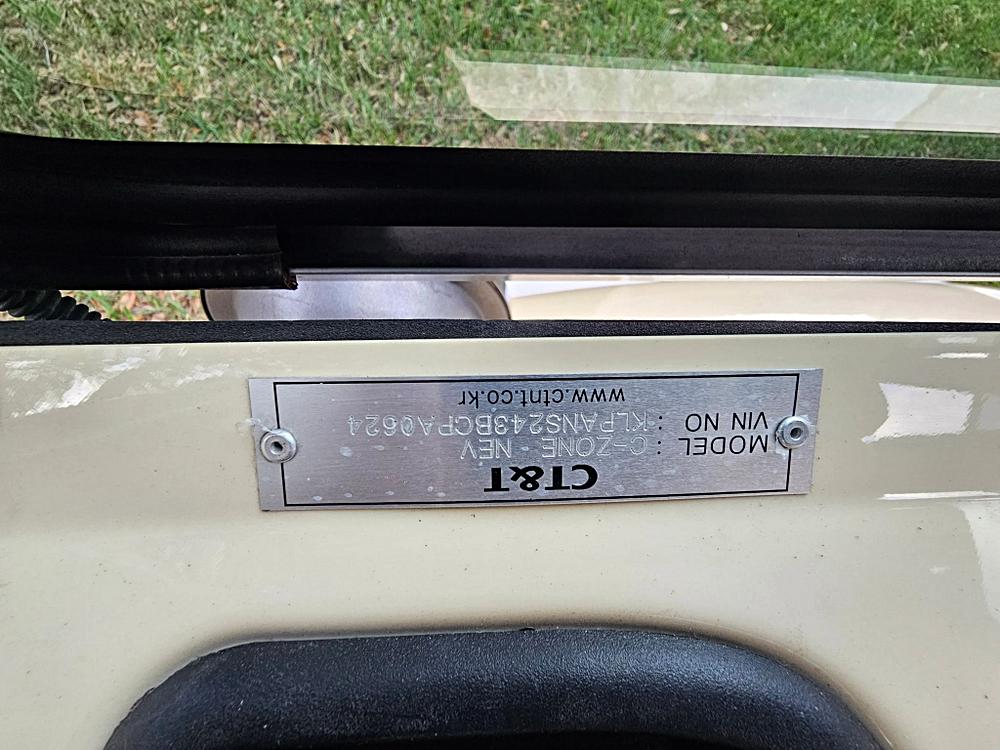 CT&T
MODEL : C-ZONE NEV
VIN NO : KLPANS243BCPA0624
www.ctnt.co.kr